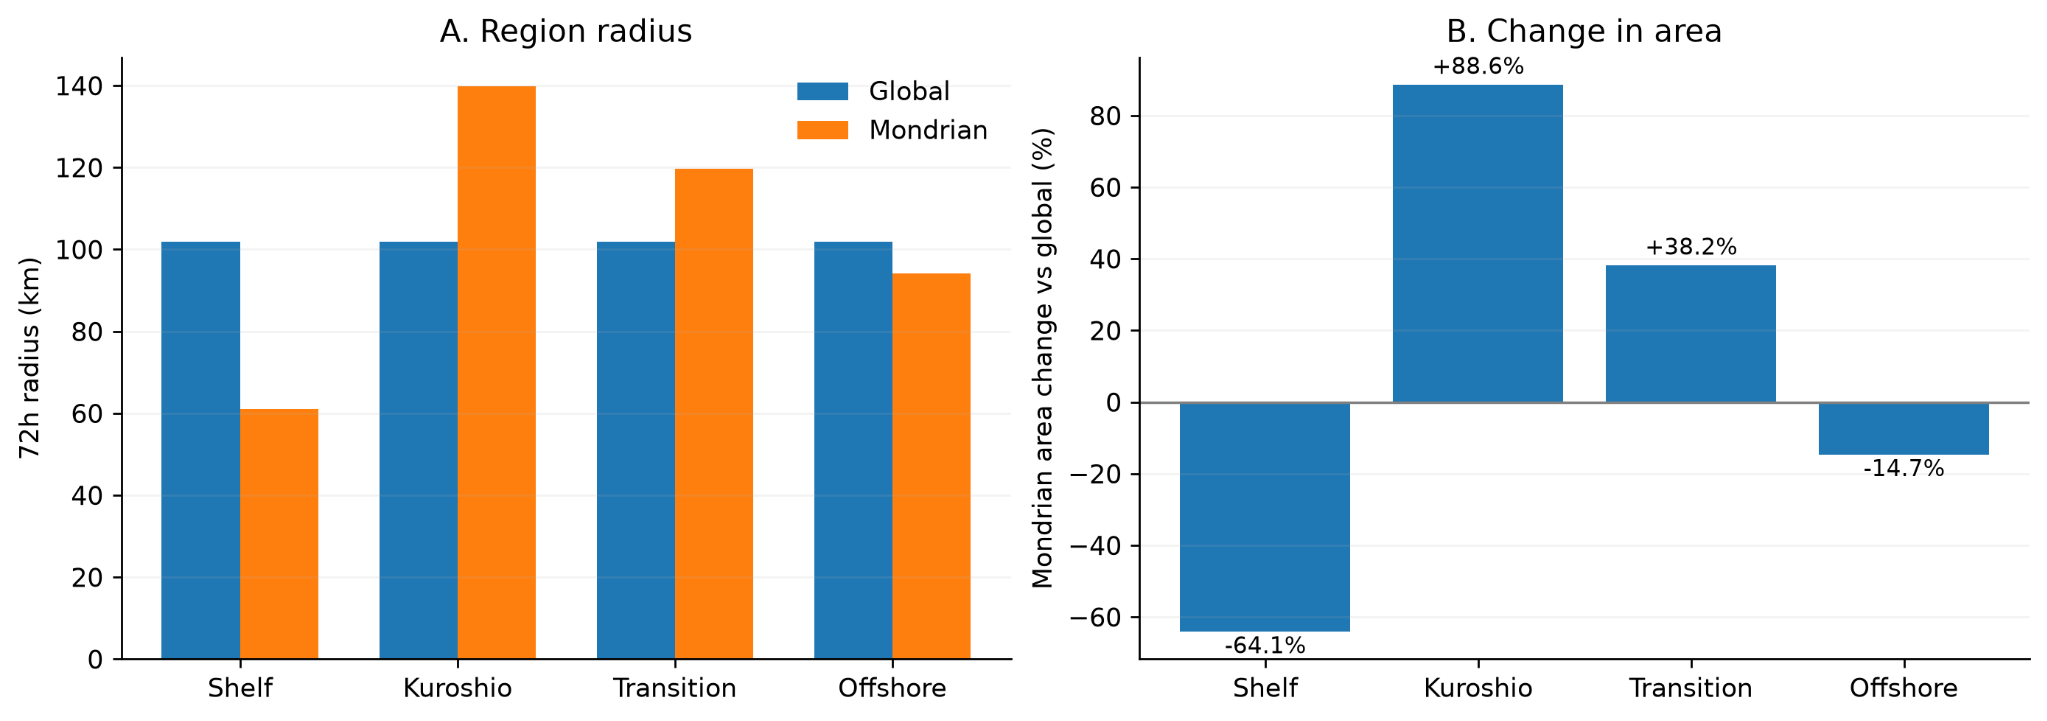 A. Region radius
Global
Mondrian
72h radius (km)
140
120
100
80
60
40
20
0
Shelf
Kuroshio
Transition
Offshore
B. Change in area
Mondrian area change vs global (%)
80
60
40
20
0
−20
−40
−60
+88.6%
+38.2%
-14.7%
-64.1%
Shelf
Kuroshio
Transition
Offshore